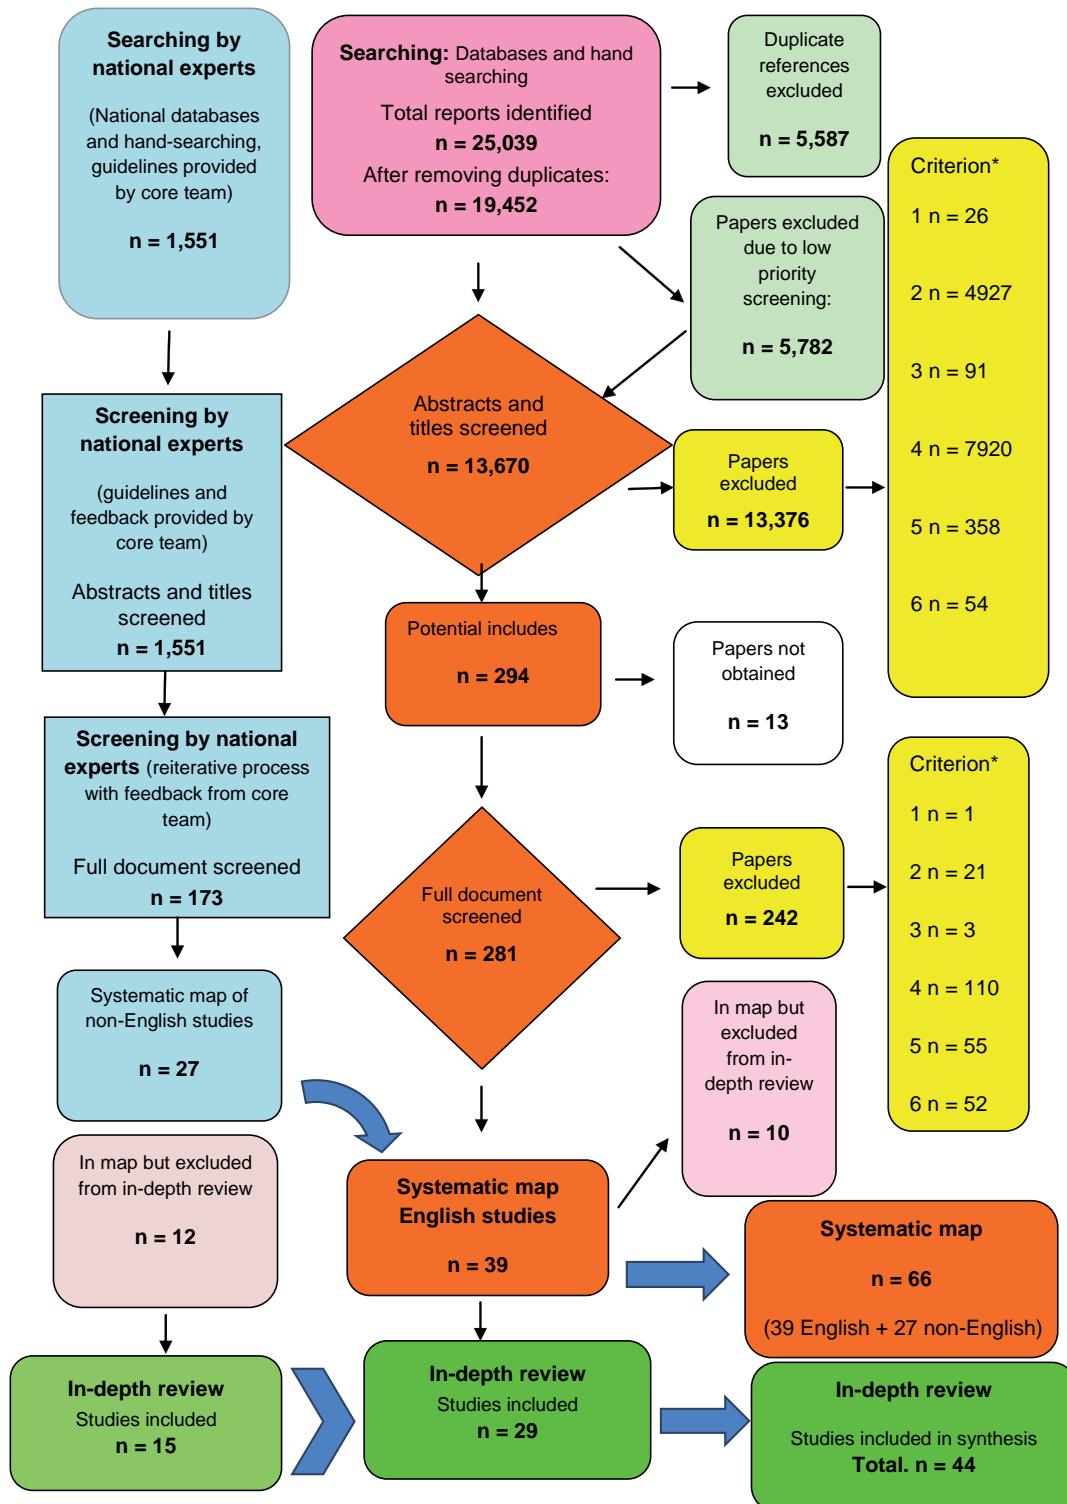 Searching by
national experts
(National databases
and hand-searching,
guidelines provided
by core team)
n = 1,551
Searching: Databases and hand
searching
Total reports identified
n = 25,039
After removing duplicates:
n = 19,452
Duplicate
references
excluded
n = 5,587
Papers excluded
due to low
priority
screening:
n = 5,782
Criterion*
1 n = 26
2 n = 4927
3 n = 91
4 n = 7920
5 n = 358
6 n = 54
Screening by
national experts
(guidelines and
feedback provided by
core team)
Abstracts and titles
screened
n = 1,551
Abstracts and
titles screened
n = 13,670
Papers
excluded
n = 13,376
Potential includes
n = 294
Papers not
obtained
n = 13
Screening by national
experts (reiterative process
with feedback from core
team)
Full document screened
n = 173
Full document
screened
n = 281
Papers
excluded
n = 242
Criterion*
1 n = 1
2 n = 21
3 n = 3
4 n = 110
5 n = 55
6 n = 52
Systematic map of
non-English studies
n = 27
In map but
excluded
from in-
depth review
n = 10
In map but excluded
from in-depth review
n = 12
Systematic map
English studies
n = 39
Systematic map
n = 66
(39 English + 27 non-English)
In-depth review
Studies included
n = 15
In-depth review
Studies included
n = 29
In-depth review
Studies included in synthesis
Total. n = 44